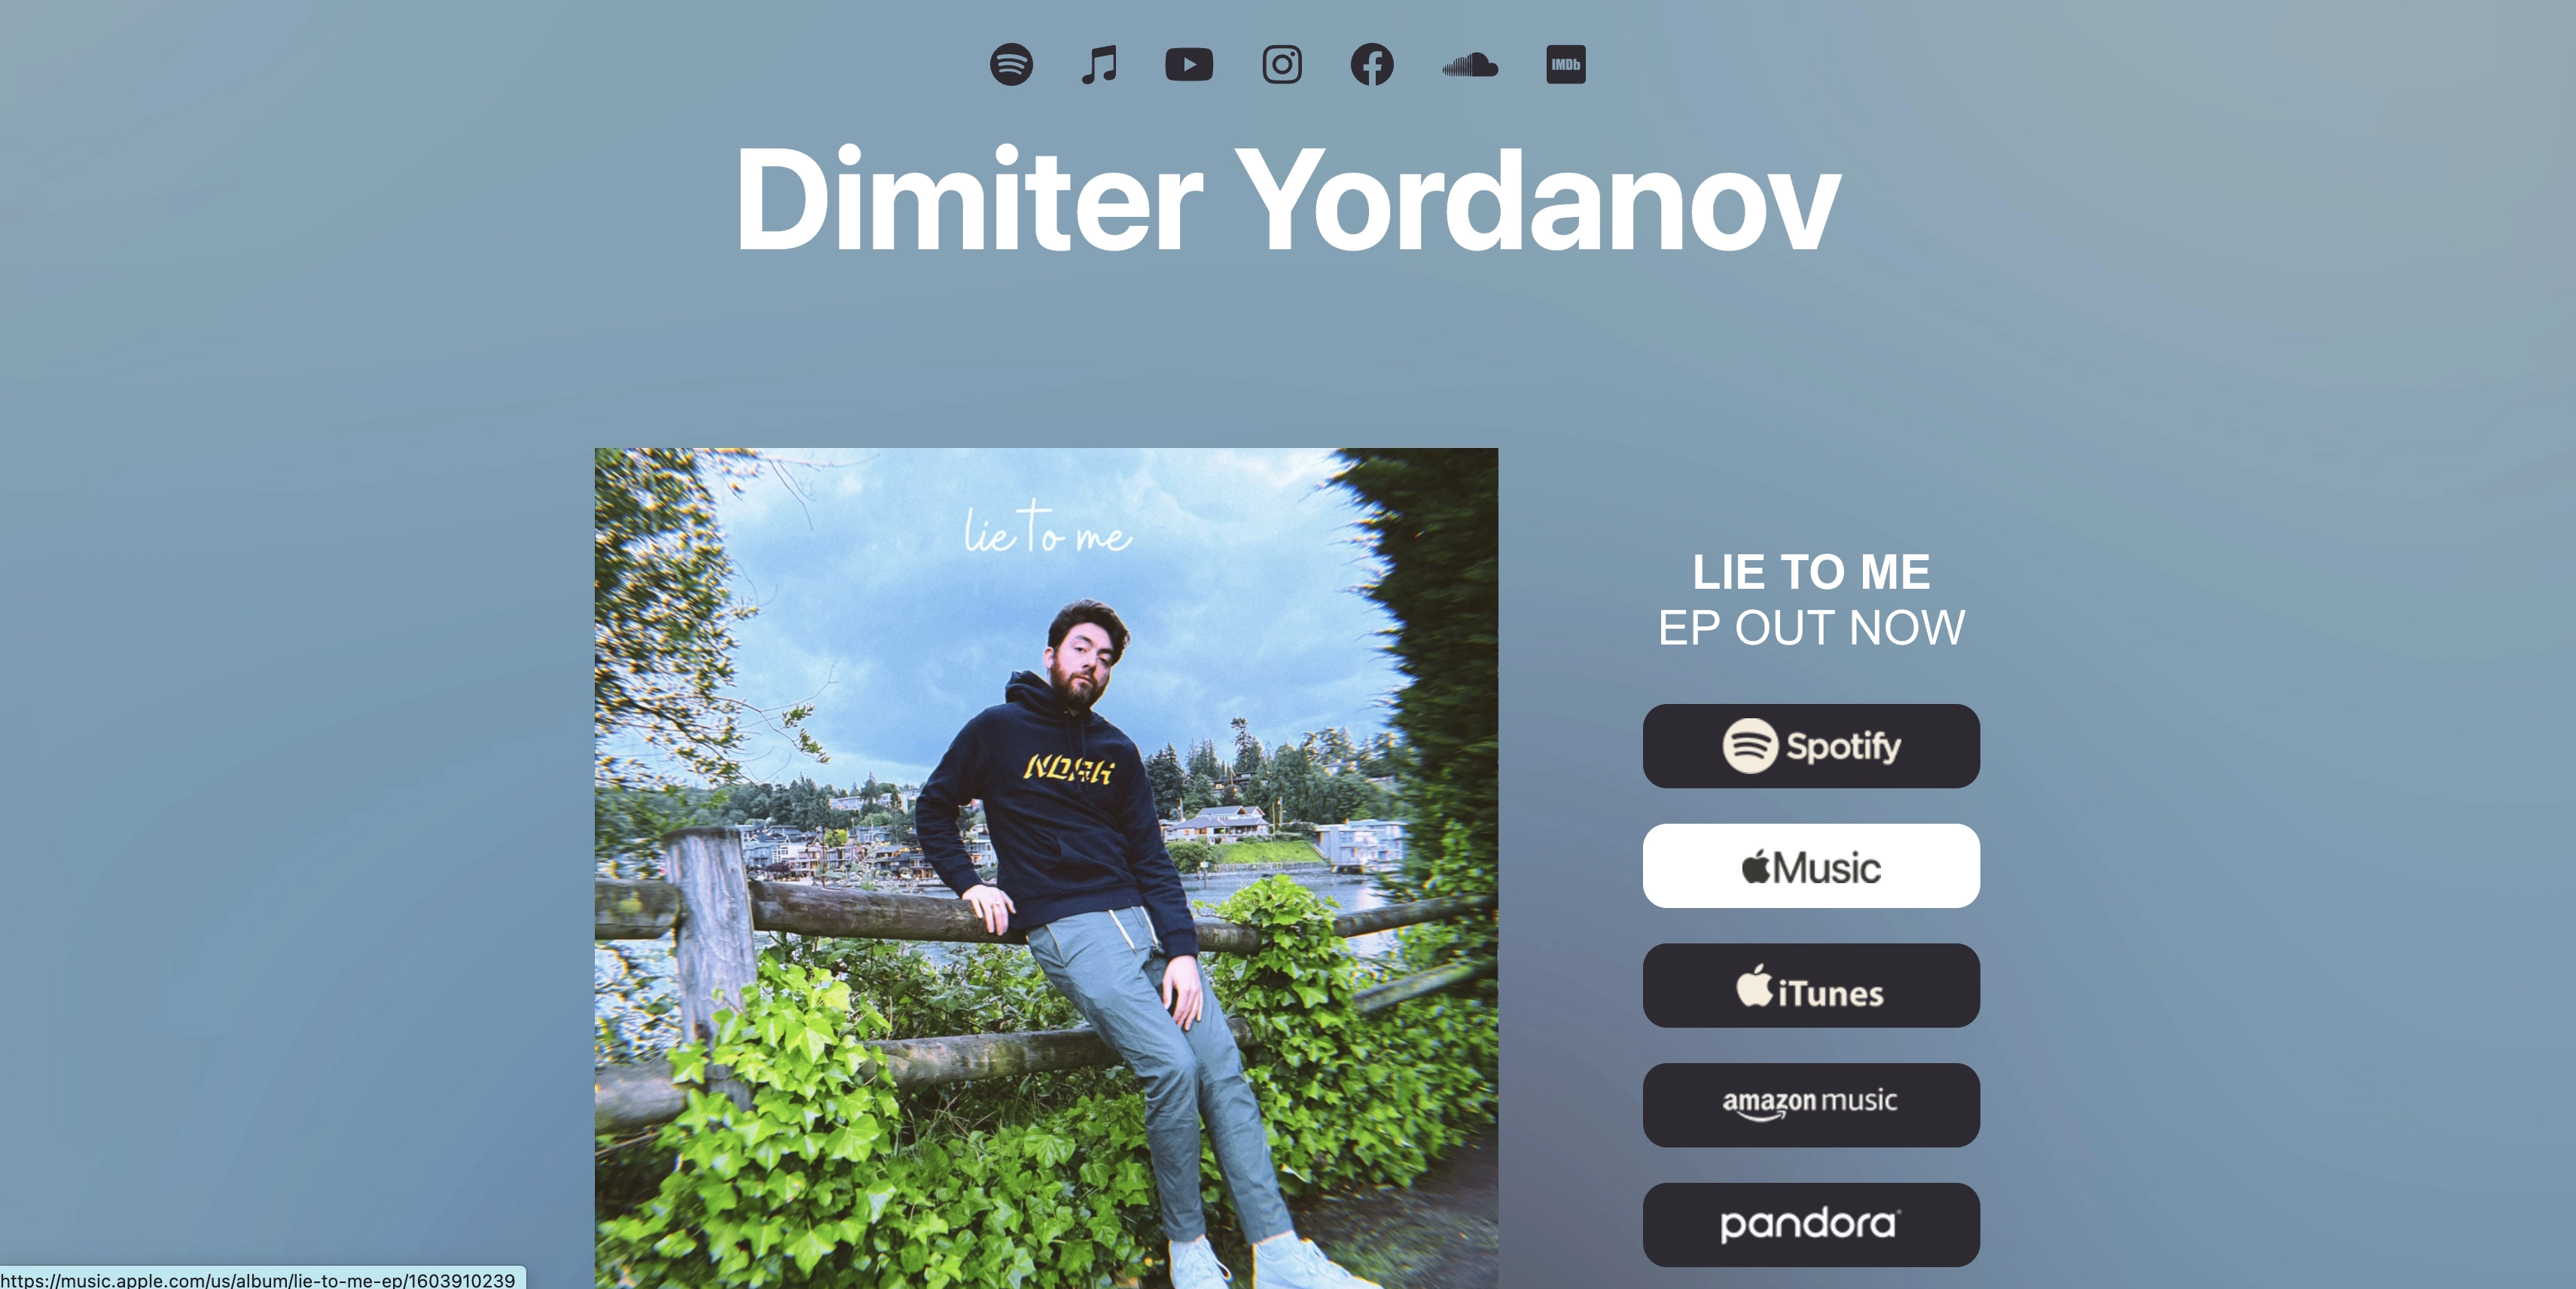 IMDb
Dimiter Yordanov
lie to me
NOAH
LIE TO ME
EP OUT NOW
Spotify
Music
iTunes
amazon music
pandora
https://music.apple.com/us/album/lie-to-me-ep/1603910239